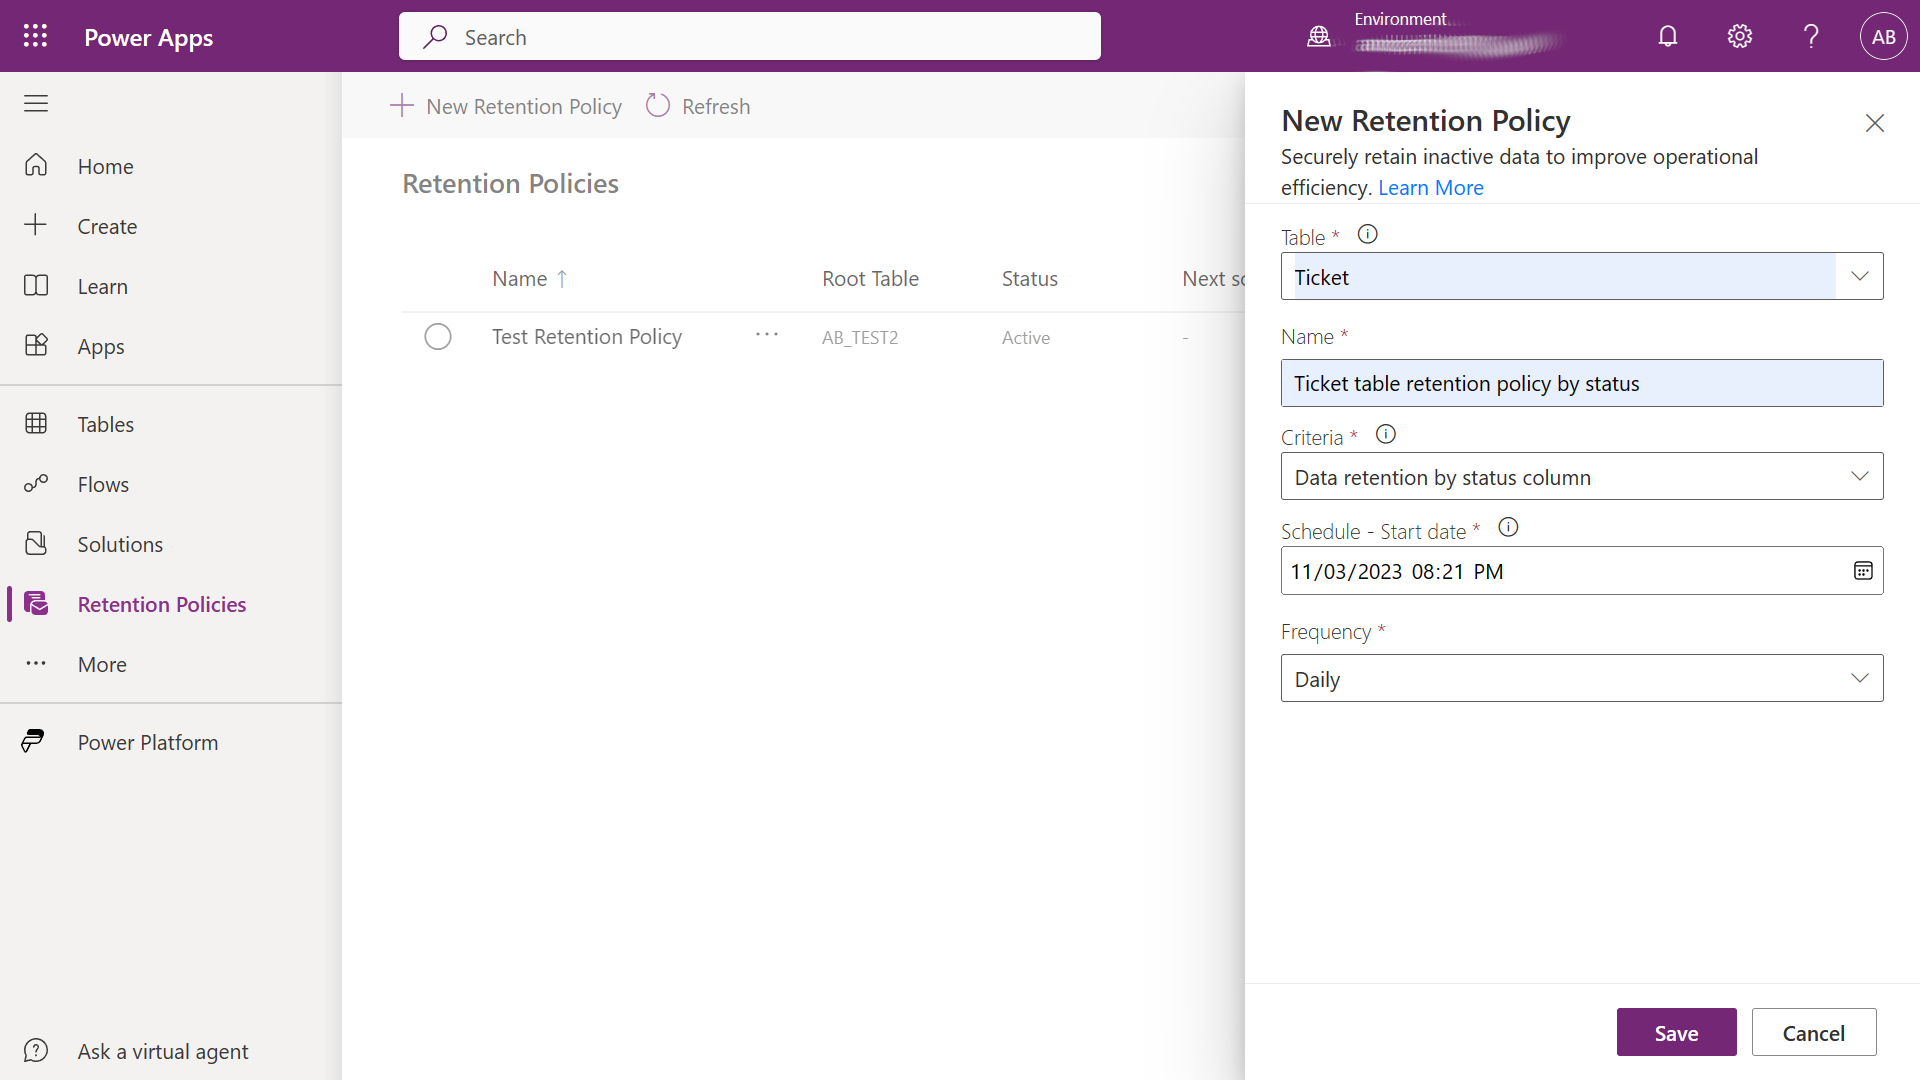 Power Apps
Search
Environment
AB
Home
Create
Learn
Apps
Tables
Flows
Solutions
Retention Policies
More
Power Platform
Ask a virtual agent
New Retention Policy
Refresh
Retention Policies
Name ↑ Root Table Status Next sc
Test Retention Policy ... AB_TEST2 Active -
New Retention Policy
Securely retain inactive data to improve operational
efficiency. Learn More
Table *
Ticket
Name *
Ticket table retention policy by status
Criteria *
Data retention by status column
Schedule - Start date *
11/03/2023 08:21 PM
Frequency *
Daily
Save
Cancel